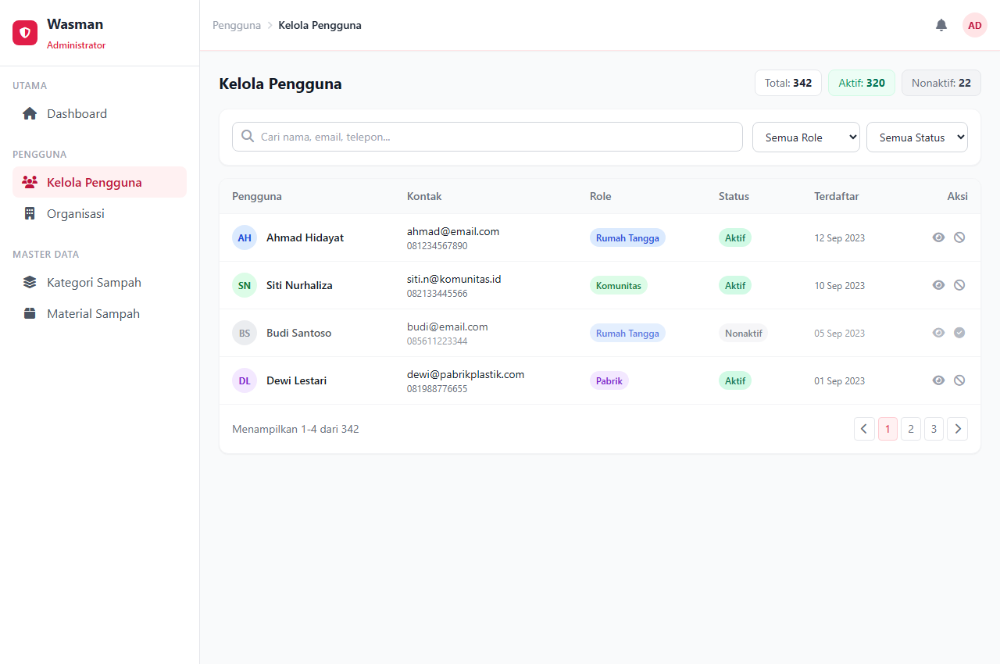 Wasman
Administrator
UTAMA
Dashboard
PENGGUNA
Kelola Pengguna
Organisasi
MASTER DATA
Kategori Sampah
Material Sampah
Pengguna Kelola Pengguna
AD
Kelola Pengguna
Total: 342 Aktif: 320 Nonaktif: 22
Cari nama, email, telepon... Semua Role Semua Status
Pengguna Kontak Role Status Terdaftar Aksi
AH Ahmad Hidayat ahmad@email.com Rumah Tangga Aktif 12 Sep 2023
081234567890
SN Siti Nurhaliza siti.n@komunitas.id Komunitas Aktif 10 Sep 2023
082133445566
BS Budi Santoso budi@email.com Rumah Tangga Nonaktif 05 Sep 2023
085611223344
DL Dewi Lestari dewi@pabrikplastik.com Pabrik Aktif 01 Sep 2023
081988776655
Menampilkan 1-4 dari 342 1 2 3